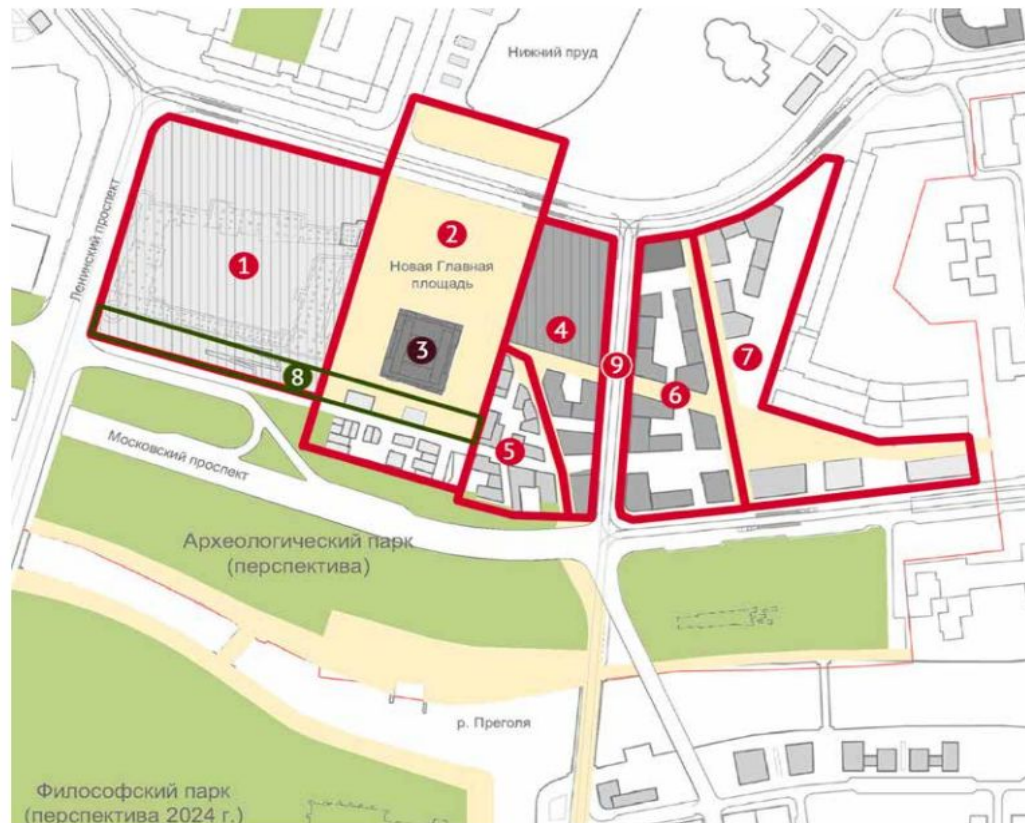 Нижний пруд
Ленинский проспект
1
2
Новая Главная
площадь
3
4
9
6
7
8
5
Московский проспект
Археологический парк
(перспектива)
р. Преголя
Философский парк
(перспектива 2024 г.)